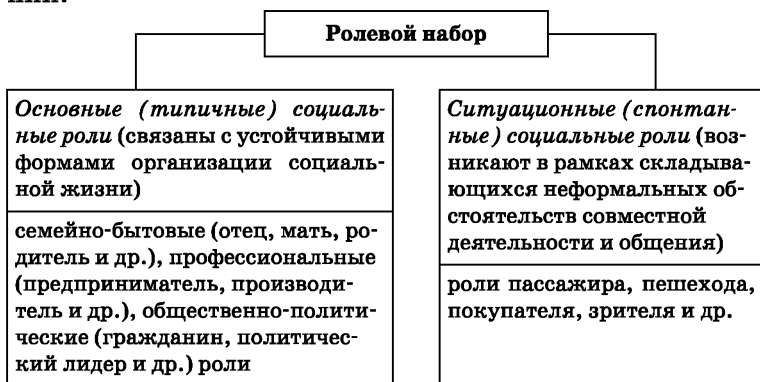 Ролевой набор
Основные (типичные) социаль-
ные роли (связаны с устойчивыми
формами организации социаль-
ной жизни)
семейно-бытовые (отец, мать, ро-
дитель и др.), профессиональные
(предприниматель, производи-
тель и др.), общественно-полити-
ческие (гражданин, политичес-
кий лидер и др.) роли
Ситуационные (спонтан-
ные) социальные роли (воз-
никают в рамках складыва-
ющихся неформальных об-
стоятельств совместной
деятельности и общения)
роли пассажира, пешехода,
покупателя, зрителя и др.